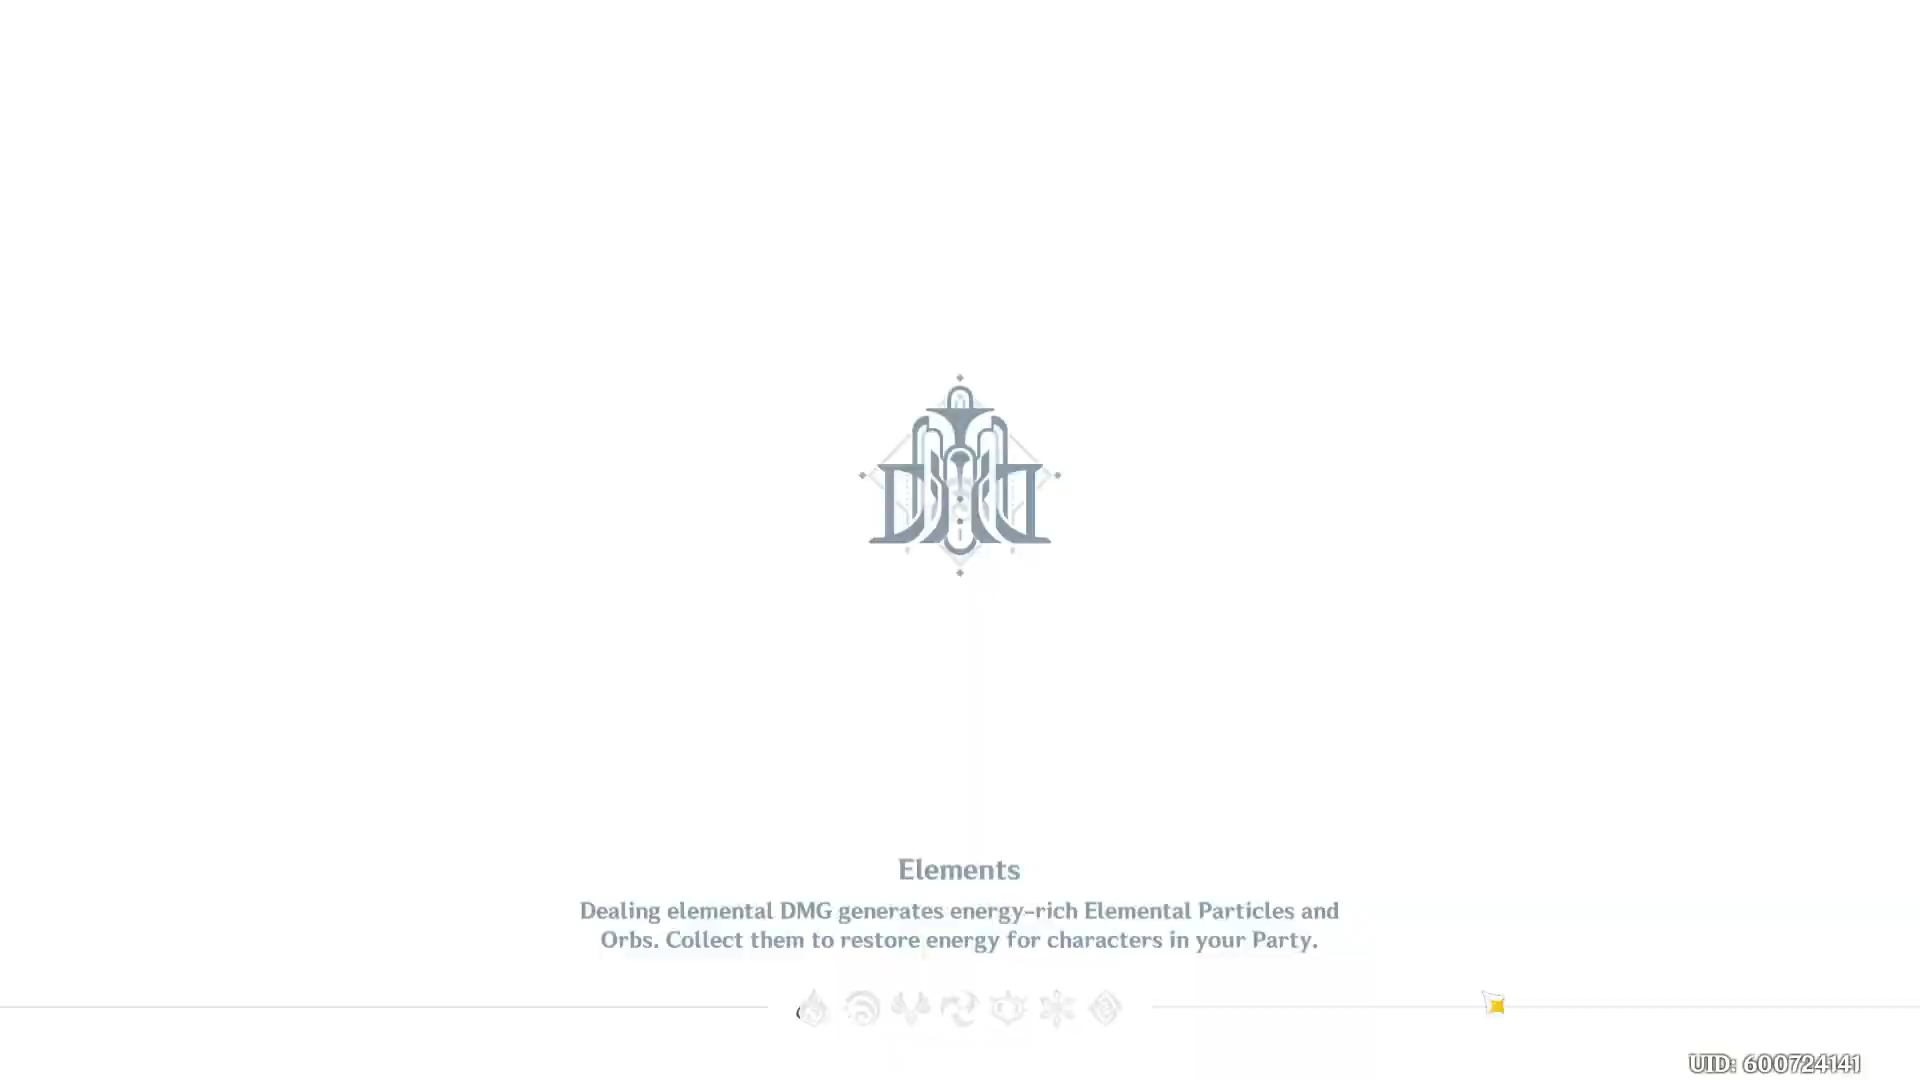 Elements
Dealing elemental DMG generates energy-rich Elemental Particles and
Orbs. Collect them to restore energy for characters in your Party.
UID: 600724141